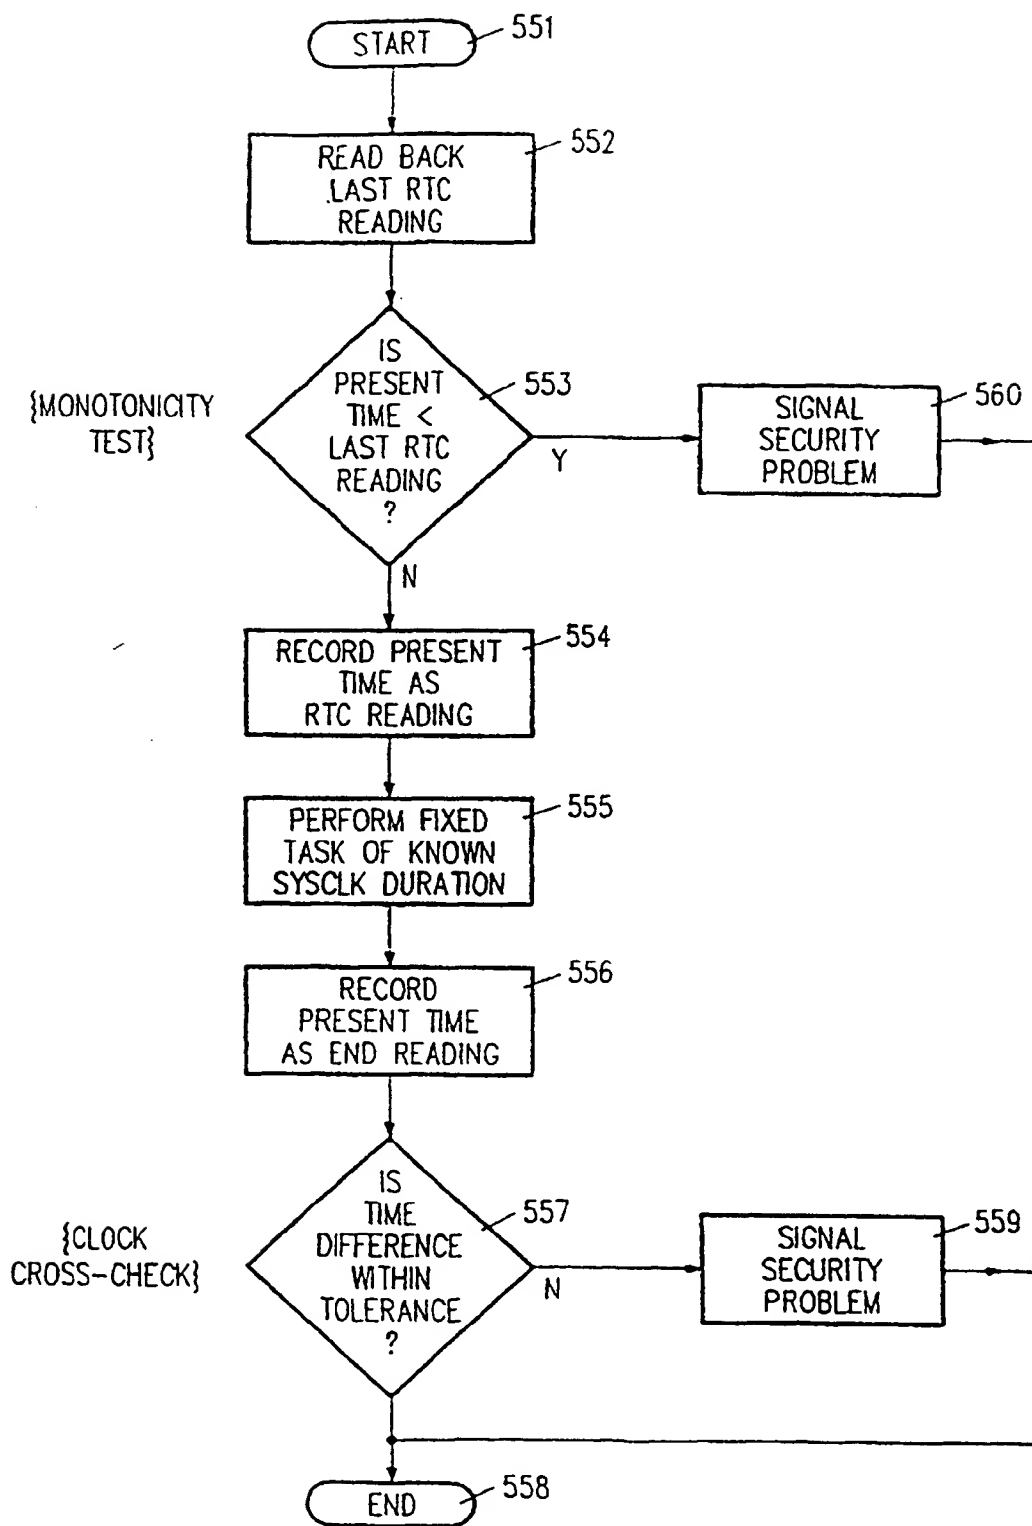 START
551
READ BACK
LAST RTC
READING
552
{MONOTONICITY
TEST}
IS
PRESENT
TIME <
LAST RTC
READING
?
553
Y
N
SIGNAL
SECURITY
PROBLEM
560
RECORD PRESENT
TIME AS
RTC READING
554
PERFORM FIXED
TASK OF KNOWN
SYSCLK DURATION
555
RECORD
PRESENT TIME
AS END READING
556
{CLOCK
CROSS-CHECK}
IS
TIME
DIFFERENCE
WITHIN
TOLERANCE
?
557
N
SIGNAL
SECURITY
PROBLEM
559
END
558